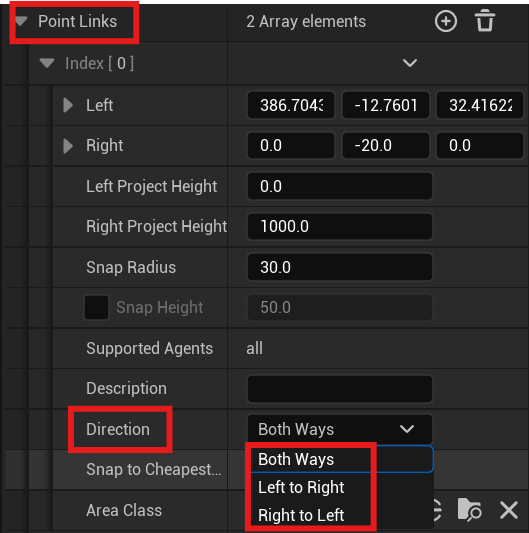 Point Links 2 Array elements
Index [ 0 ]
Left 386.7043 -12.7601 32.41622
Right 0.0 -20.0 0.0
Left Project Height 0.0
Right Project Height 1000.0
Snap Radius 30.0
Snap Height 50.0
Supported Agents all
Description
Direction Both Ways
Both Ways
Snap to Cheapest...
Left to Right
Area Class
Right to Left